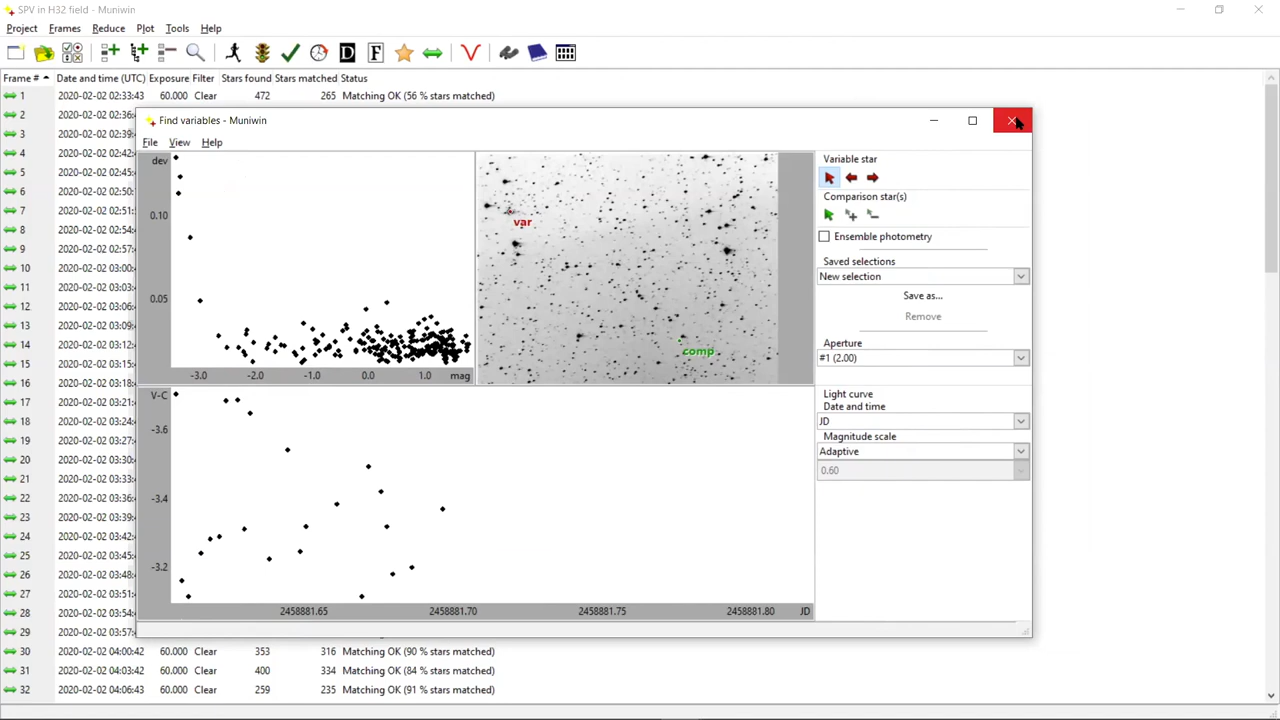 SPV in H32 field - Muniwin
Project Frames Reduce Plot Tools Help
Frame # Date and time (UTC) Exposure Filter Stars found Stars matched Status
1 2020-02-02 02:33:43 60.000 Clear 472 265 Matching OK (56 % stars matched)
2 2020-02-02 02:36
3 2020-02-02 02:39
4 2020-02-02 02:42
5 2020-02-02 02:45
6 2020-02-02 02:50
7 2020-02-02 02:51
8 2020-02-02 02:54
9 2020-02-02 02:57
10 2020-02-02 03:00
11 2020-02-02 03:03
12 2020-02-02 03:06
13 2020-02-02 03:09
14 2020-02-02 03:12
15 2020-02-02 03:15
16 2020-02-02 03:18
17 2020-02-02 03:21
18 2020-02-02 03:24
19 2020-02-02 03:27
20 2020-02-02 03:30
21 2020-02-02 03:33
22 2020-02-02 03:36
23 2020-02-02 03:39
24 2020-02-02 03:42
25 2020-02-02 03:45
26 2020-02-02 03:48
27 2020-02-02 03:51
28 2020-02-02 03:54
29 2020-02-02 03:57
30 2020-02-02 04:00:42 60.000 Clear 353 316 Matching OK (90 % stars matched)
31 2020-02-02 04:03:42 60.000 Clear 400 334 Matching OK (84 % stars matched)
32 2020-02-02 04:06:43 60.000 Clear 259 235 Matching OK (91 % stars matched)
Find variables - Muniwin
File View Help
dev
0.10
0.05
-3.0 -2.0 -1.0 0.0 1.0 mag
var
comp
V-C
-3.6
-3.4
-3.2
2458881.65 2458881.70 2458881.75 2458881.80 JD
Variable star
Comparison star(s)
Ensemble photometry
Saved selections
New selection
Save as...
Remove
Aperture
#1 (2.00)
Light curve
Date and time
JD
Magnitude scale
Adaptive
0.60